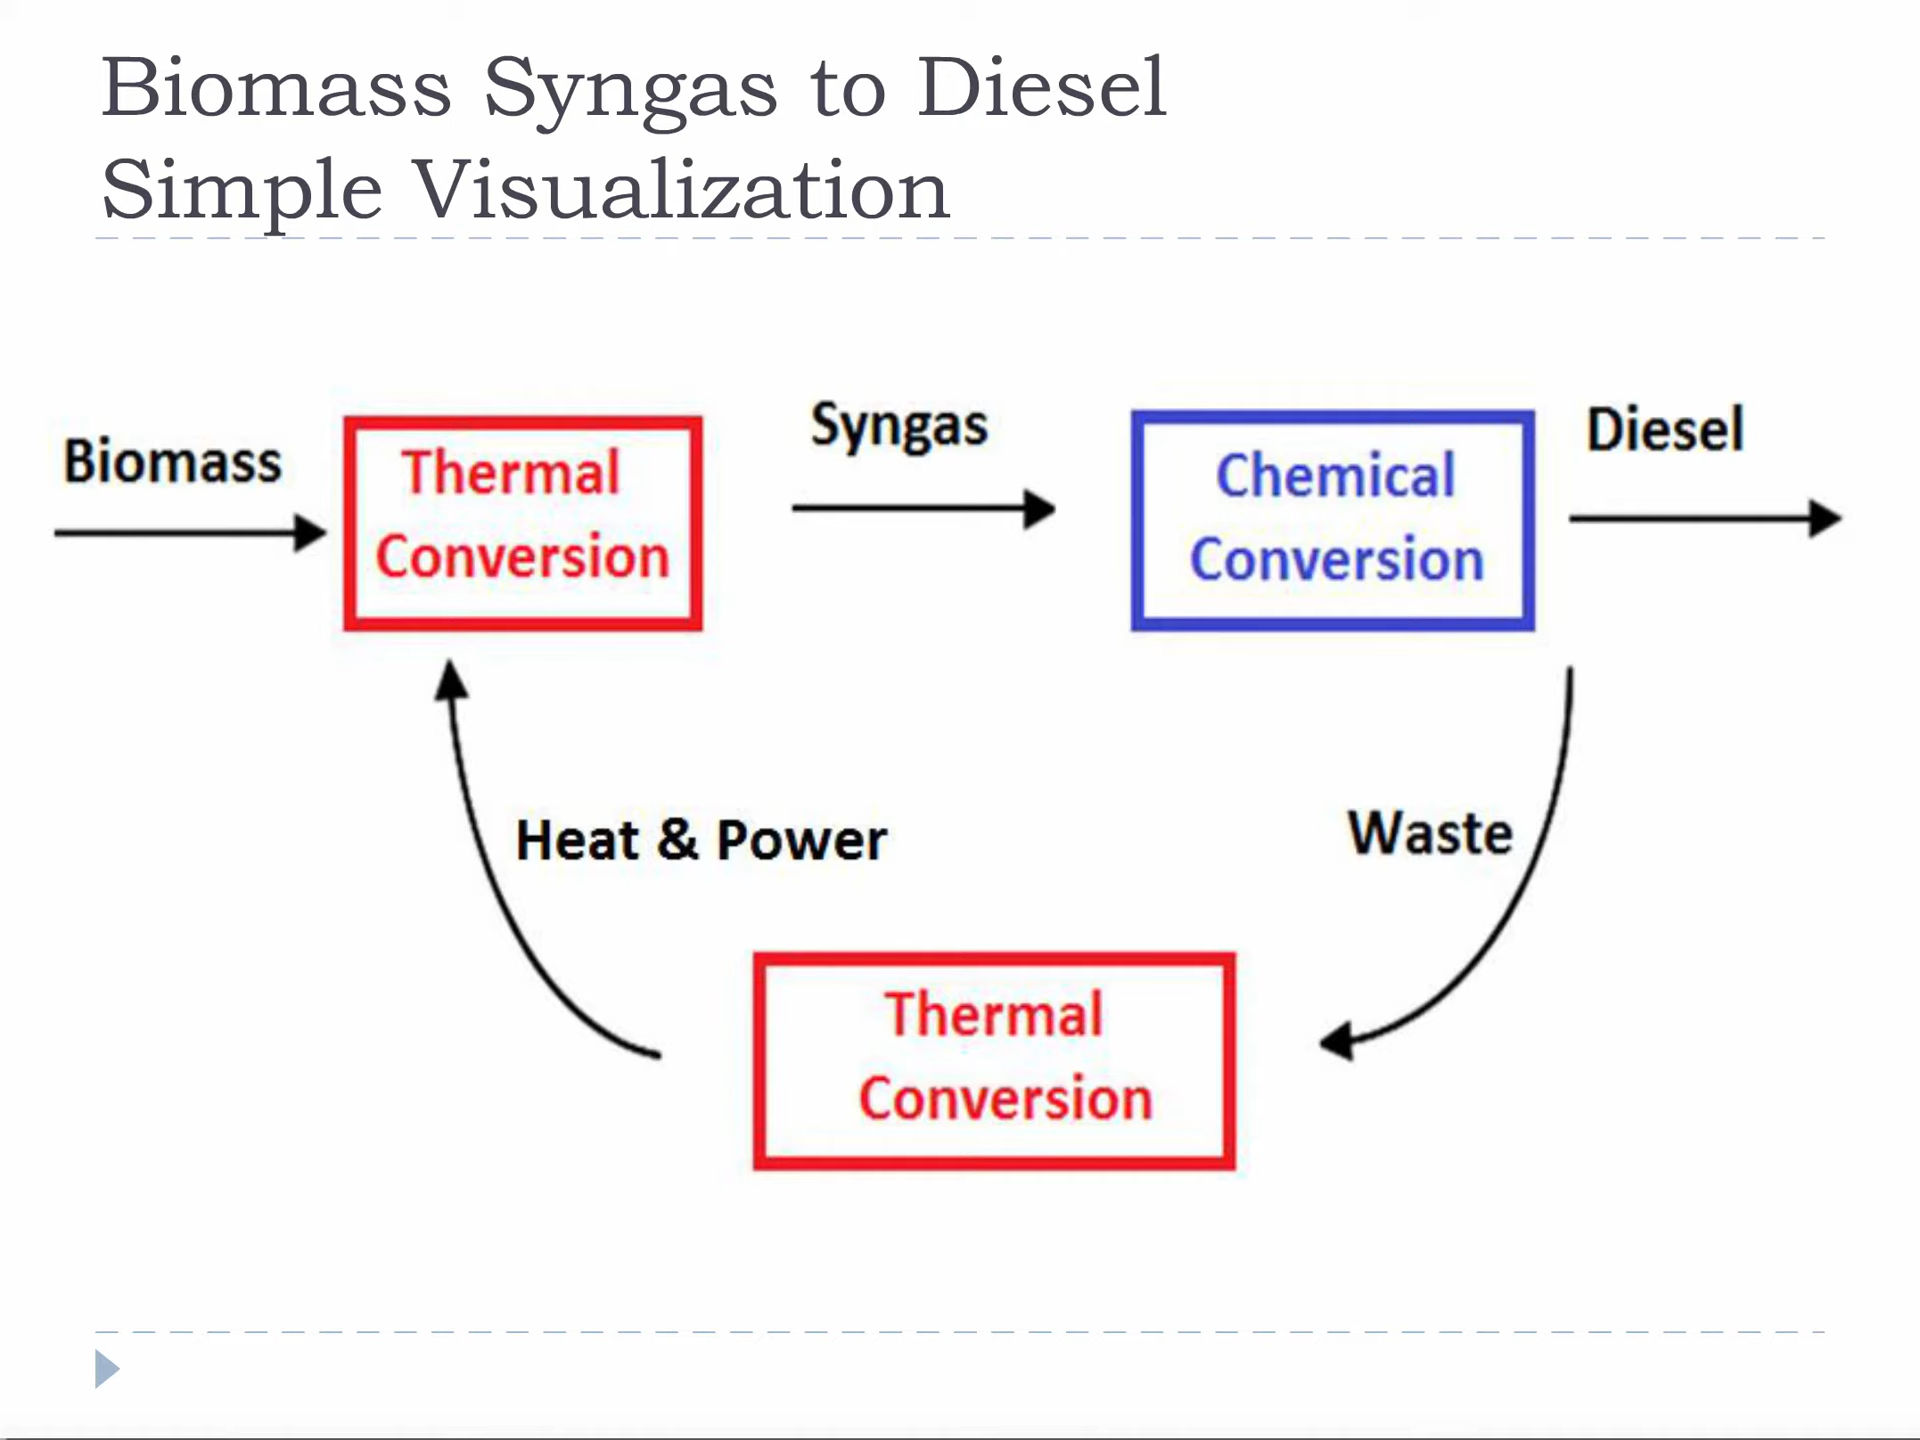 Biomass Syngas to Diesel
Simple Visualization
Biomass
Thermal
Conversion
Syngas
Chemical
Conversion
Diesel
Heat & Power
Waste
Thermal
Conversion